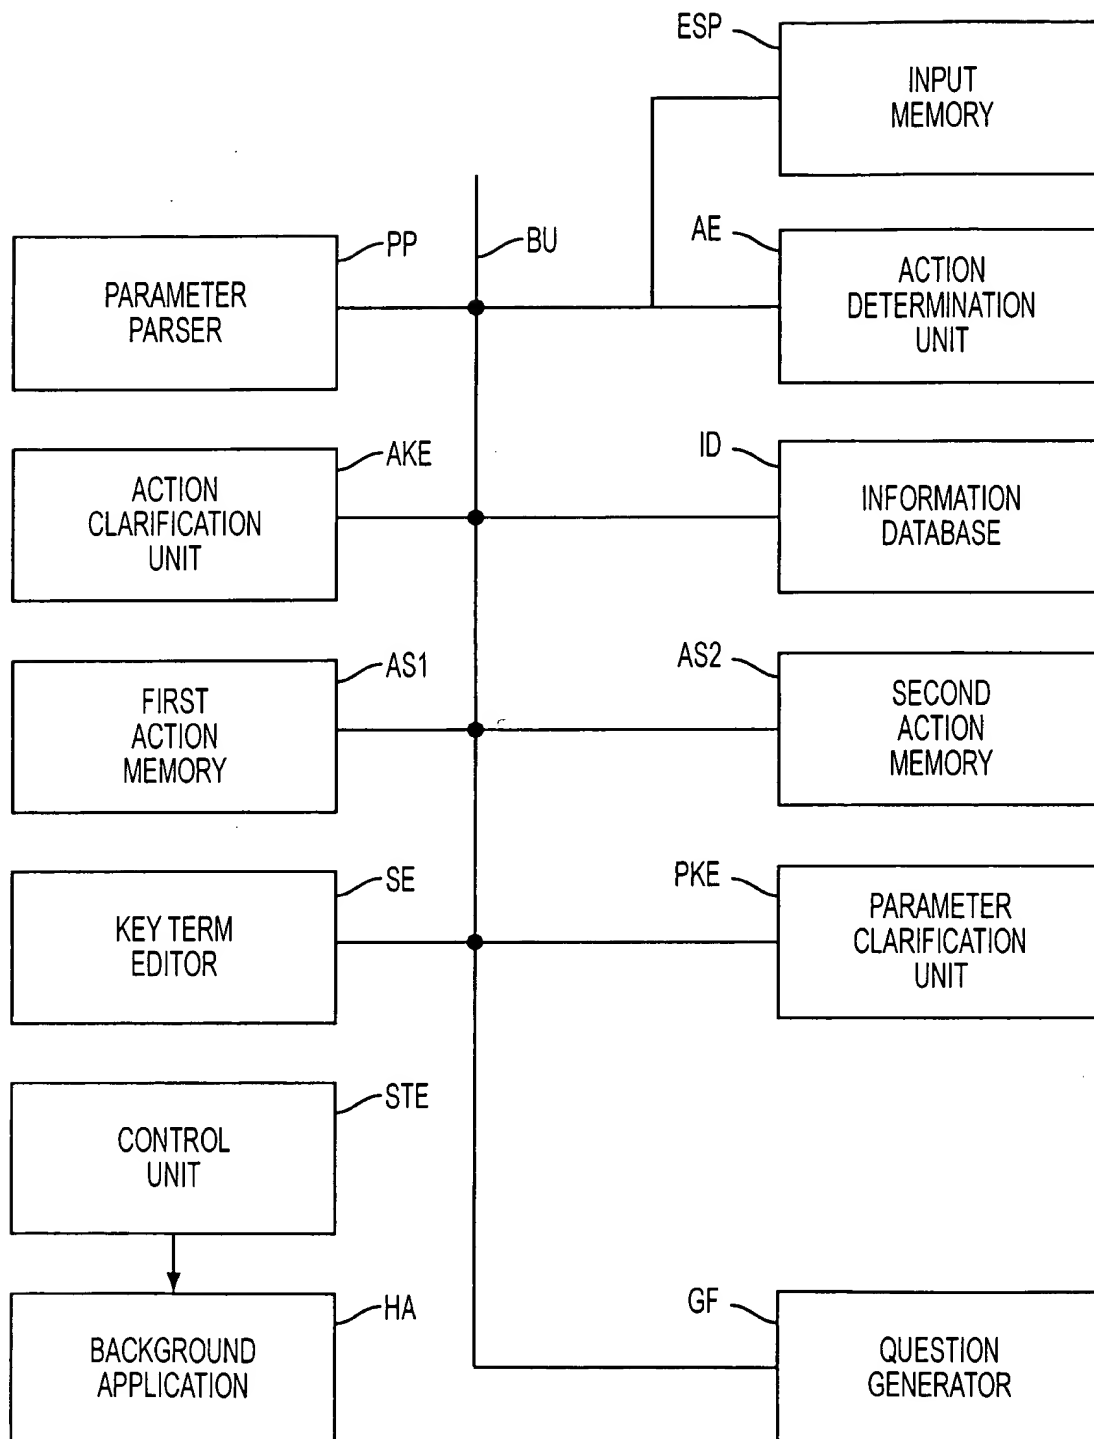 ESP
INPUT
MEMORY
PP
BU
AE
PARAMETER
PARSER
ACTION
DETERMINATION
UNIT
AKE
ID
ACTION
CLARIFICATION
UNIT
INFORMATION
DATABASE
AS1
AS2
FIRST
ACTION
MEMORY
SECOND
ACTION
MEMORY
SE
PKE
KEY TERM
EDITOR
PARAMETER
CLARIFICATION
UNIT
STE
CONTROL
UNIT
HA
GF
BACKGROUND
APPLICATION
QUESTION
GENERATOR